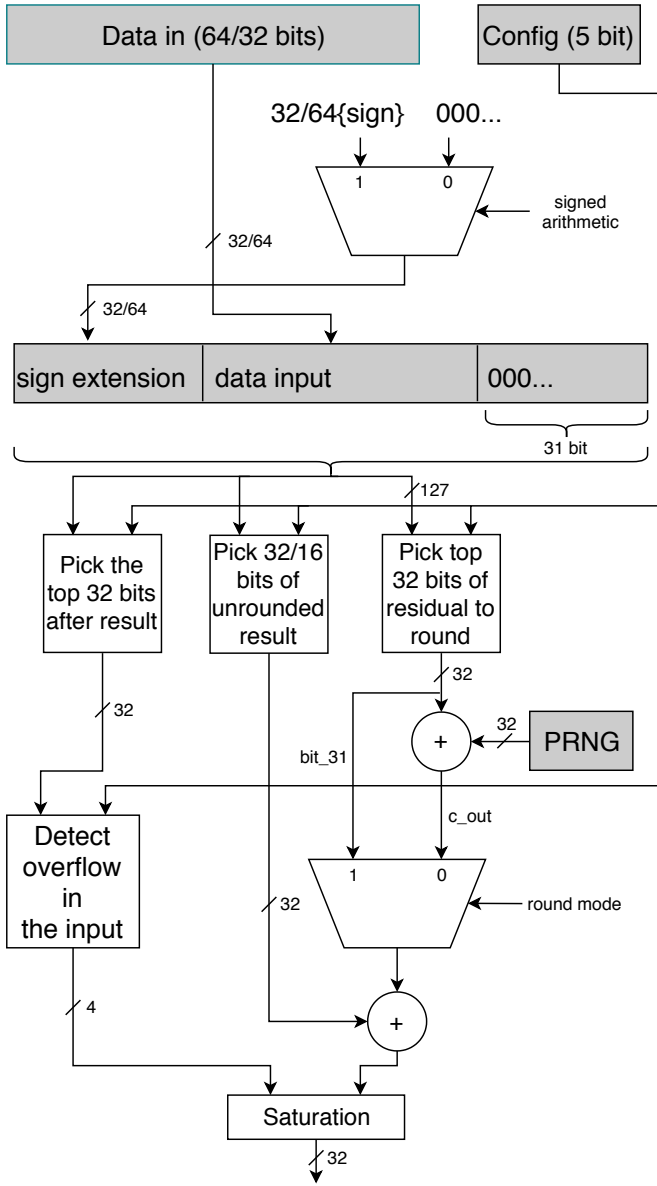 Data in (64/32 bits)
Config (5 bit)
32/64{sign} 000...
1 0
signed
arithmetic
32/64
32/64
sign extension
data input
000...
31 bit
127
Pick the
top 32 bits
after result
Pick 32/16
bits of
unrounded
result
Pick top
32 bits of
residual to
round
32
32
32
+
PRNG
bit_31
c_out
Detect
overflow
in
the input
1 0
32
round mode
4
+
Saturation
32